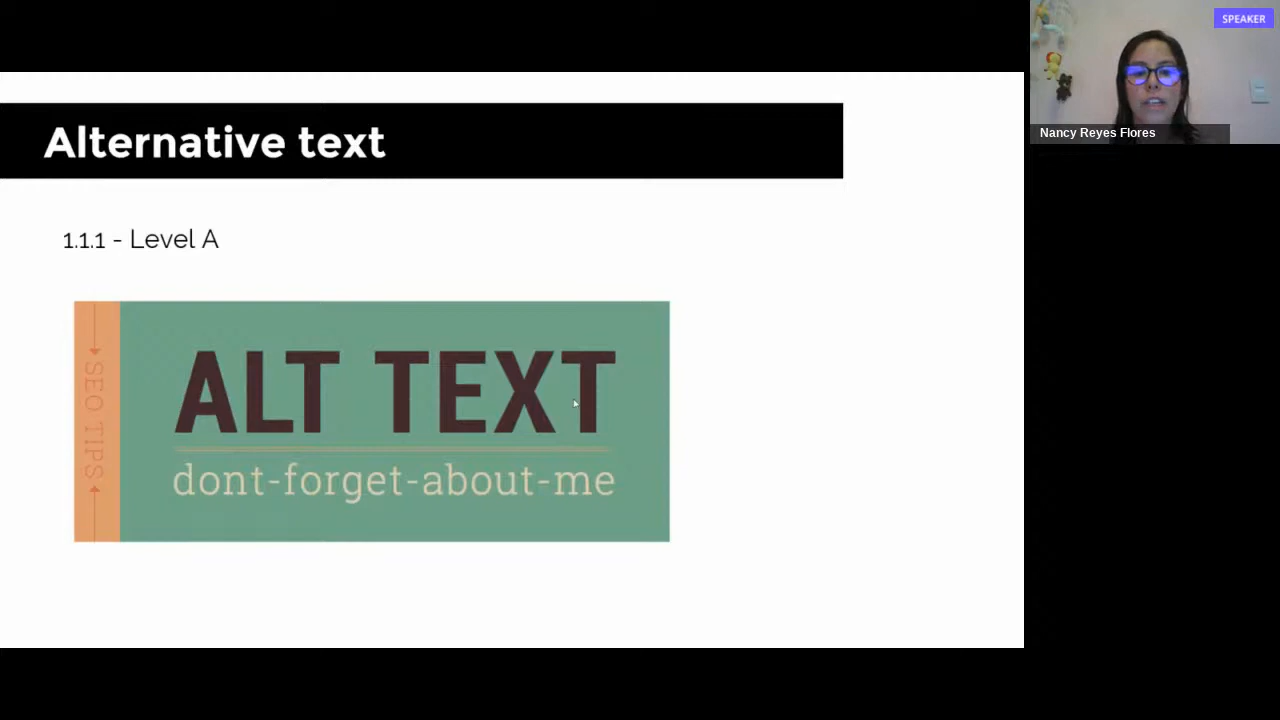 Alternative text
1.1.1 - Level A
SEO TIPS
ALT TEXT
dont-forget-about-me
SPEAKER
Nancy Reyes Flores